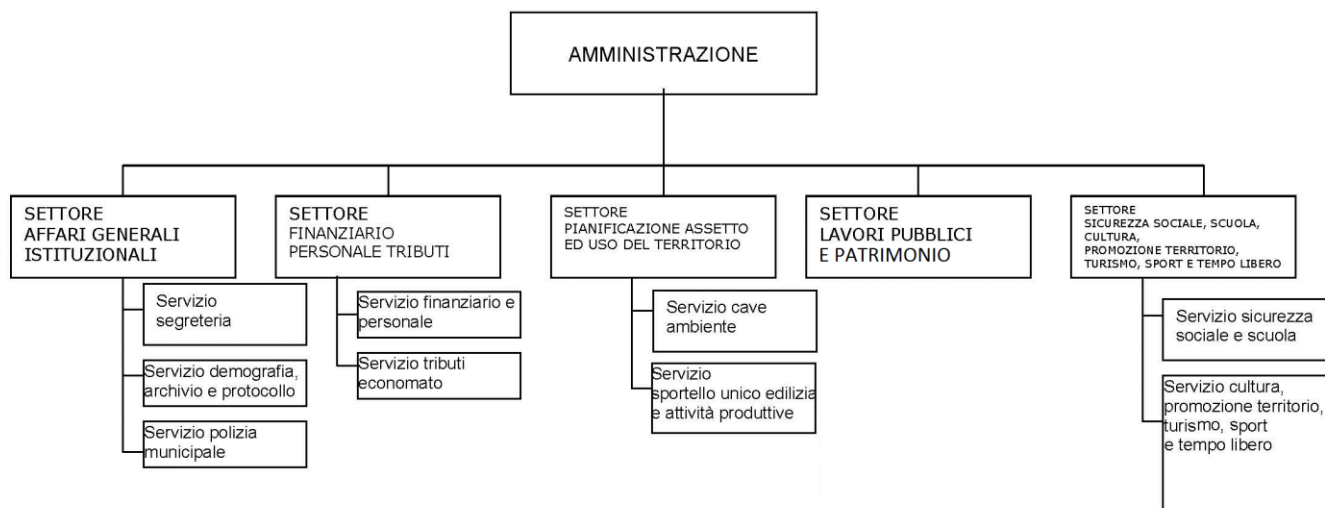 AMMINISTRAZIONE
SETTORE
AFFARI GENERALI
ISTITUZIONALI
Servizio
segreteria
Servizio demografia,
archivio e protocollo
Servizio polizia
municipale
SETTORE
FINANZIARIO
PERSONALE TRIBUTI
Servizio finanziario e
personale
Servizio tributi
economato
SETTORE
PIANIFICAZIONE ASSETTO
ED USO DEL TERRITORIO
Servizio cave
ambiente
Servizio
sportello unico edilizia
e attività produttive
SETTORE
LAVORI PUBBLICI
E PATRIMONIO
SETTORE
SICUREZZA SOCIALE, SCUOLA,
CULTURA,
PROMOZIONE TERRITORIO,
TURISMO, SPORT E TEMPO LIBERO
Servizio sicurezza
sociale e scuola
Servizio cultura,
promozione territorio,
turismo, sport
e tempo libero